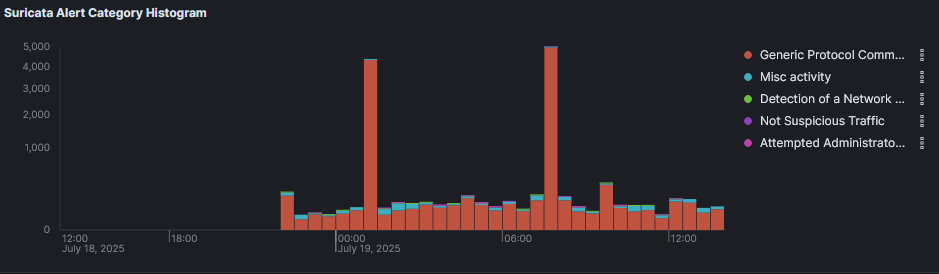 Suricata Alert Category Histogram
5,000
4,000
3,000
2,000
1,000
0
12:00
July 18, 2025
18:00
00:00
July 19, 2025
06:00
12:00
Generic Protocol Comm...
Misc activity
Detection of a Network ...
Not Suspicious Traffic
Attempted Administrato...